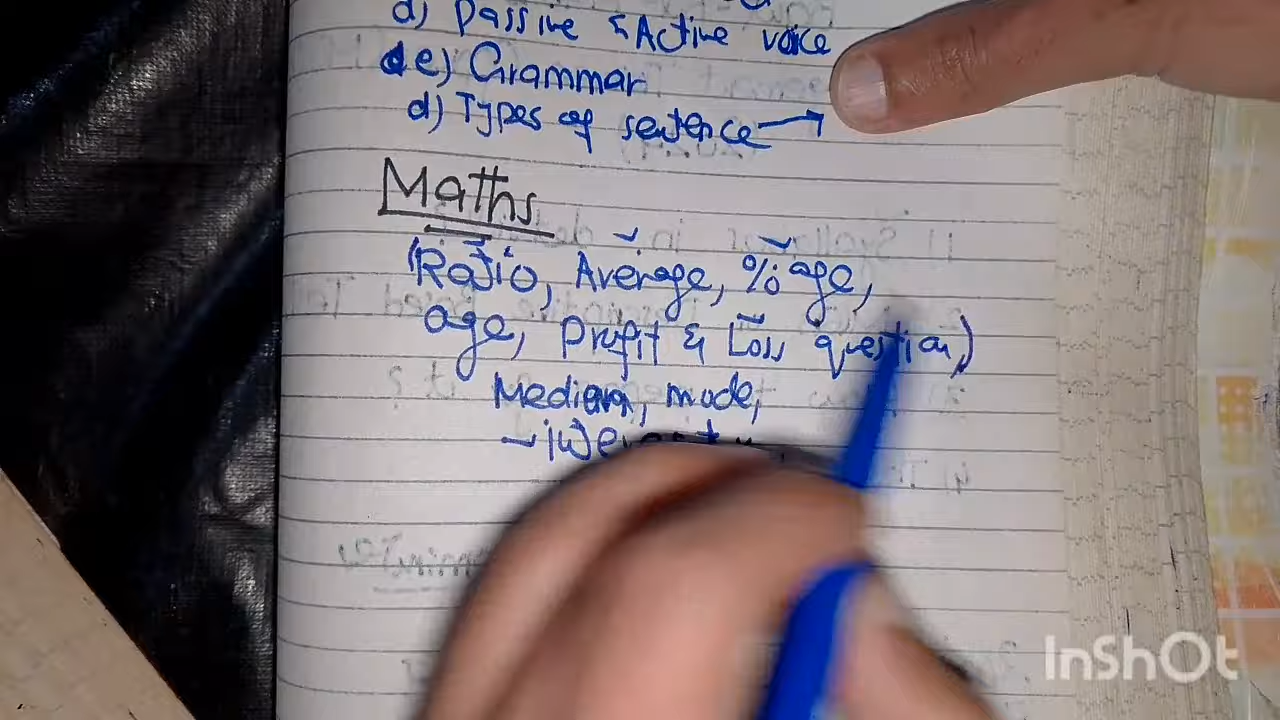 d) Passive & Active voice
e) Grammar
d) Types of sentence →
Maths
(Ratio, Average, %age,
age, Profit & Loss question)
Median, mode,
InShOt